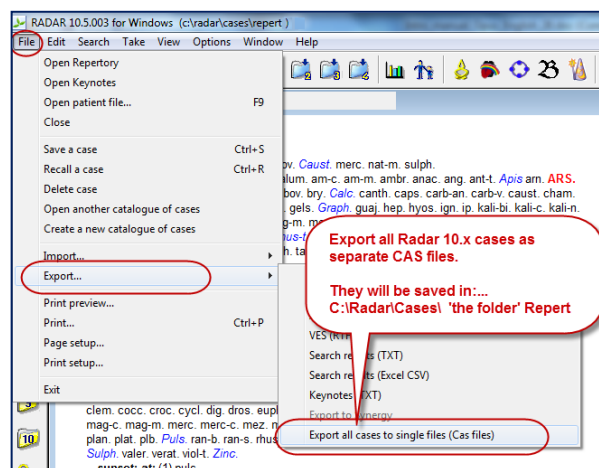 RADAR 10.5.003 for Windows (c:\radar\cases\repert )
File Edit Search Take View Options Window Help
Open Repertory
Open Keynotes
Open patient file... F9
Close
Save a case Ctrl+S
Recall a case Ctrl+R
Delete case
Open another catalogue of cases
Create a new catalogue of cases
Import...
Export...
Print preview...
Print... Ctrl+P
Page setup...
Print setup...
Exit
ov. Caust. merc. nat-m. sulph.
alum. am-c. am-m. ambr. anac. ang. ant-t. Apis arn. ARS.
bov. bry. Calc. canth. caps. carb-an. carb-v. caust. cham.
gels. Graph. guaj. hep. hyos. ign. ip. kali-bi. kali-c. kali-n.
Export all Radar 10.x cases as
separate CAS files.
They will be saved in:...
C:\Radar\Cases\ 'the folder' Repert
VES (RTF)
Search (TXT)
Search (Excel CSV)
Keynotes (TXT)
Export to Synergy
Export all cases to single files (Cas files)
10
clem. cocc. croc. cycl. dig. dros.
mag-c. mag-m. merc. merc-c. mez.
plan. plat. plb. Puls. ran-b. ran-s.
Sulph. valer. verat. viol-t. Zinc.
sunset: at: (1) puls